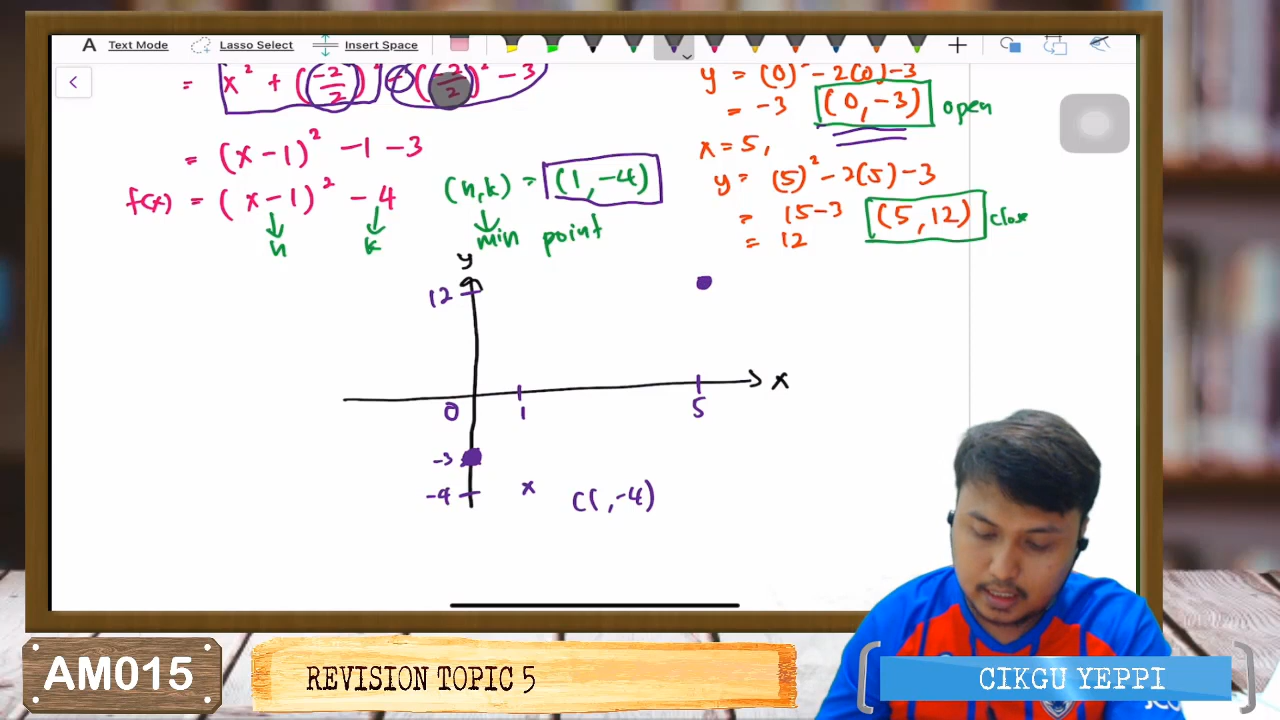 A Text Mode Lasso Select Insert Space
= x² + (-2/2)² - (-2/2)² - 3
= (x-1)² -1 -3
f(x) = (x-1)² - 4
h k
(h,k) = (1,-4)
min point
y = (0)² - 2(0) - 3
= -3 (0,-3) open
x = 5,
y = (5)² - 2(5) - 3
= 15 - 3 (5,12) close
= 12
y
12
x
0 1 5
-3
-4 x (1,-4)
AM015
REVISION TOPIC 5
CIKGU YEPPI